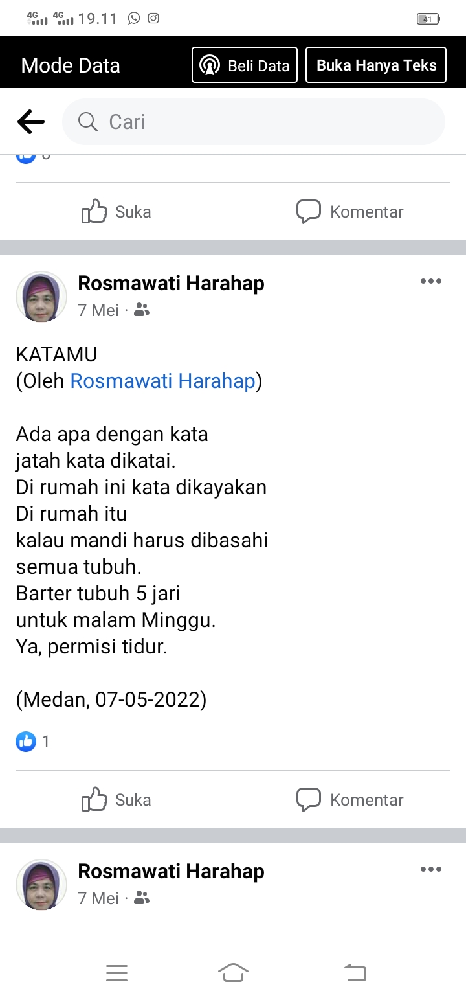 4G 4G 19.11 41
Mode Data Beli Data Buka Hanya Teks
Cari
Suka Komentar
Rosmawati Harahap
7 Mei ·
KATAMU
(Oleh Rosmawati Harahap)
Ada apa dengan kata
jatah kata dikatai.
Di rumah ini kata dikayakan
Di rumah itu
kalau mandi harus dibasahi
semua tubuh.
Barter tubuh 5 jari
untuk malam Minggu.
Ya, permisi tidur.
(Medan, 07-05-2022)
1
Suka Komentar
Rosmawati Harahap
7 Mei ·